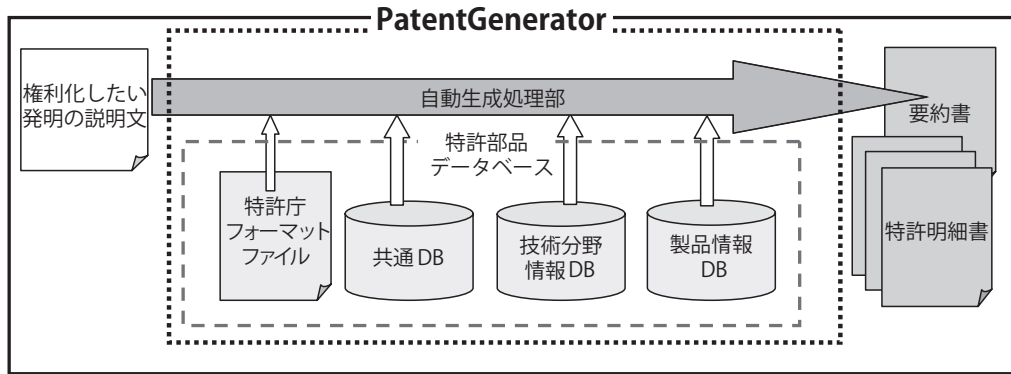 PatentGenerator
権利化したい
発明の説明文
自動生成処理部
要約書
特許部品
データベース
特許庁
フォーマット
ファイル
共通DB
技術分野
情報DB
製品情報
DB
特許明細書